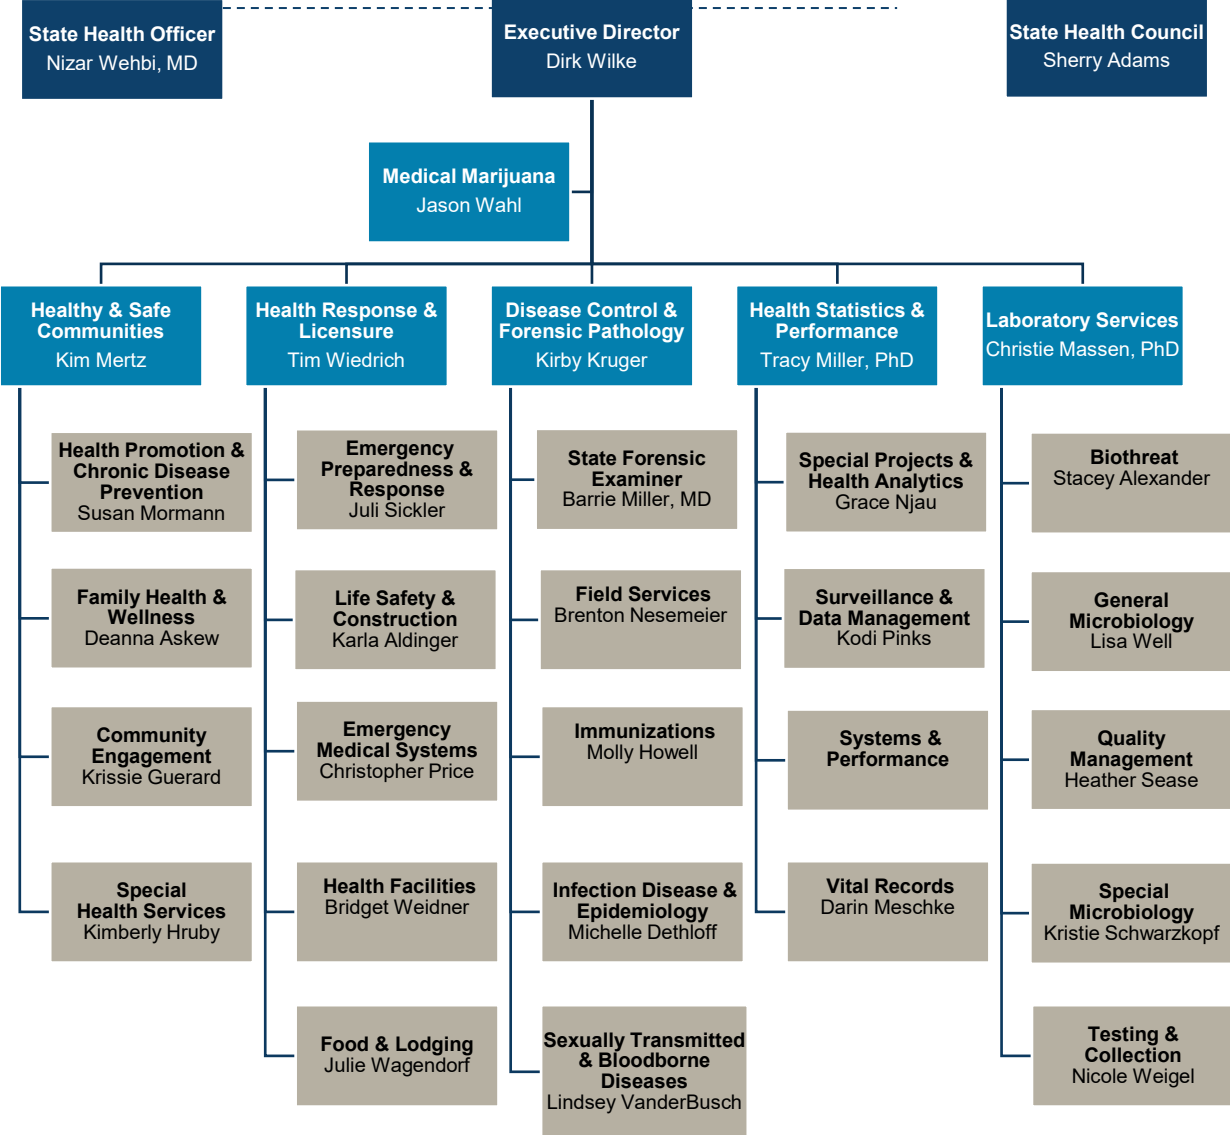 State Health Officer
Nizar Wehbi, MD
Executive Director
Dirk Wilke
State Health Council
Sherry Adams
Medical Marijuana
Jason Wahl
Healthy & Safe
Communities
Kim Mertz
Health Response &
Licensure
Tim Wiedrich
Disease Control &
Forensic Pathology
Kirby Kruger
Health Statistics &
Performance
Tracy Miller, PhD
Laboratory Services
Christie Massen, PhD
Health Promotion &
Chronic Disease
Prevention
Susan Mormann
Family Health &
Wellness
Deanna Askew
Community
Engagement
Krissie Guerard
Special
Health Services
Kimberly Hruby
Emergency
Preparedness &
Response
Juli Sickler
Life Safety &
Construction
Karla Aldinger
Emergency
Medical Systems
Christopher Price
Health Facilities
Bridget Weidner
Food & Lodging
Julie Wagendorf
State Forensic
Examiner
Barrie Miller, MD
Field Services
Brenton Nesemeier
Immunizations
Molly Howell
Infection Disease &
Epidemiology
Michelle Dethloff
Sexually Transmitted
& Bloodborne
Diseases
Lindsey VanderBusch
Special Projects &
Health Analytics
Grace Njau
Surveillance &
Data Management
Kodi Pinks
Systems &
Performance
Vital Records
Darin Meschke
Biothreat
Stacey Alexander
General
Microbiology
Lisa Well
Quality
Management
Heather Sease
Special
Microbiology
Kristie Schwarzkopf
Testing &
Collection
Nicole Weigel